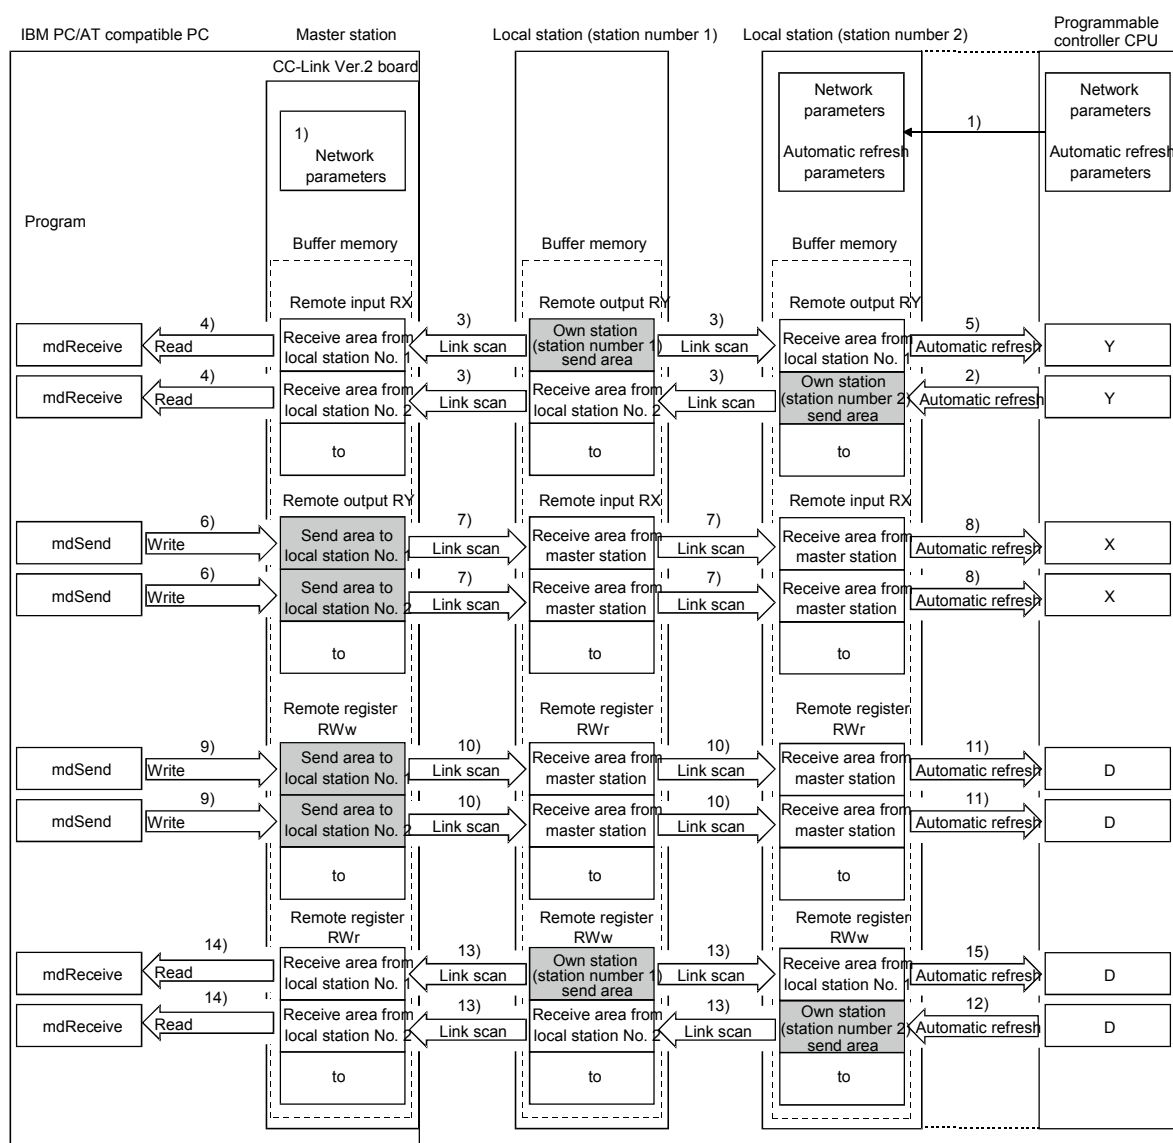 IBM PC/AT compatible PC
Master station
Local station (station number 1)
Local station (station number 2)
Programmable
controller CPU
CC-Link Ver.2 board
1)
Network
parameters
Network
parameters
Automatic refresh
parameters
1)
Network
parameters
Automatic refresh
parameters
Program
Buffer memory
Buffer memory
Buffer memory
Remote input RX
Remote output RY
Remote output RY
mdReceive
4)
Read
Receive area from
local station No. 1
3)
Link scan
Own station
(station number 1)
send area
3)
Link scan
Receive area from
local station No. 1
5)
Automatic refresh
Y
mdReceive
4)
Read
Receive area from
local station No. 2
3)
Link scan
Receive area from
local station No. 2
3)
Link scan
Own station
(station number 2)
send area
2)
Automatic refresh
Y
to
to
to
Remote output RY
Remote input RX
Remote input RX
mdSend
6)
Write
Send area to
local station No. 1
7)
Link scan
Receive area from
master station
7)
Link scan
Receive area from
master station
8)
Automatic refresh
X
mdSend
6)
Write
Send area to
local station No. 2
7)
Link scan
Receive area from
master station
7)
Link scan
Receive area from
master station
8)
Automatic refresh
X
to
to
to
Remote register
RWw
Remote register
RWr
Remote register
RWr
mdSend
9)
Write
Send area to
local station No. 1
10)
Link scan
Receive area from
master station
10)
Link scan
Receive area from
master station
11)
Automatic refresh
D
mdSend
9)
Write
Send area to
local station No. 2
10)
Link scan
Receive area from
master station
10)
Link scan
Receive area from
master station
11)
Automatic refresh
D
to
to
to
Remote register
RWr
Remote register
RWw
Remote register
RWw
mdReceive
14)
Read
Receive area from
local station No. 1
13)
Link scan
Own station
(station number 1)
send area
13)
Link scan
Receive area from
local station No. 1
15)
Automatic refresh
D
mdReceive
14)
Read
Receive area from
local station No. 2
13)
Link scan
Receive area from
local station No. 2
13)
Link scan
Own station
(station number 2)
send area
12)
Automatic refresh
D
to
to
to